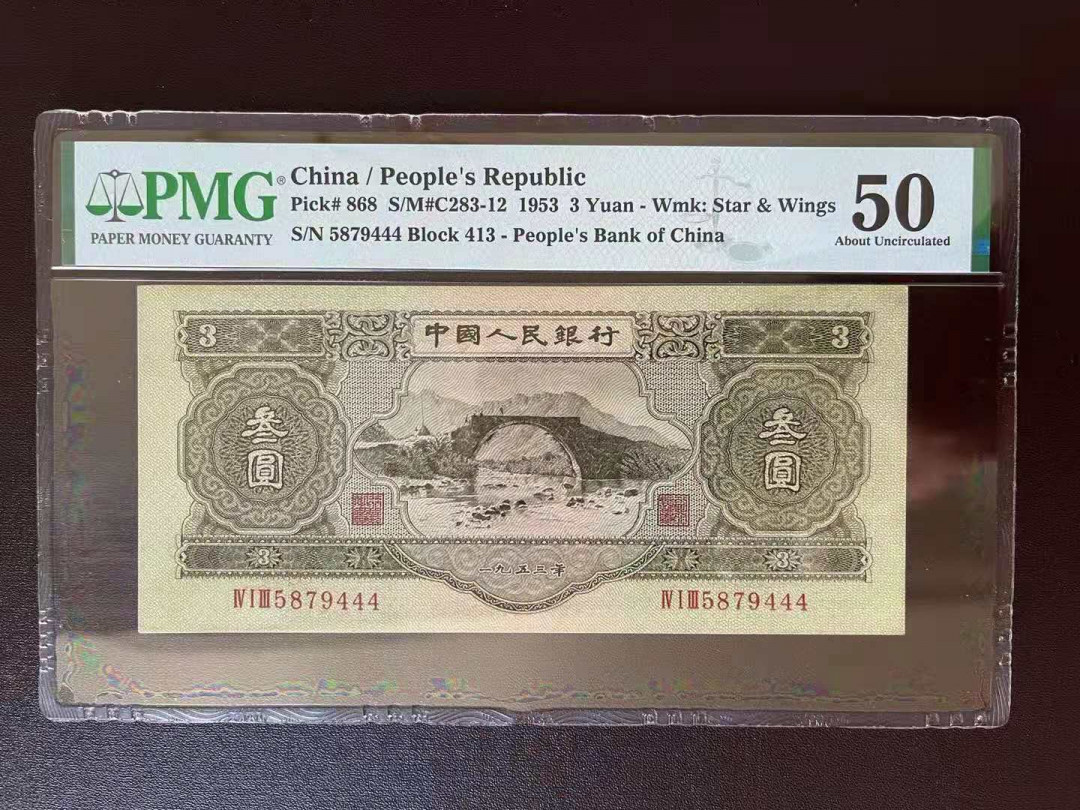 PMG®
PAPER MONEY GUARANTY
China / People's Republic
Pick# 868 S/M#C283-12 1953 3 Yuan - Wmk: Star & Wings
S/N 5879444 Block 413 - People's Bank of China
50
About Uncirculated
3
中國人民銀行
3
叁圓
叁圓
3
一九五三年
3
ⅣⅠⅢ5879444
ⅣⅠⅢ5879444